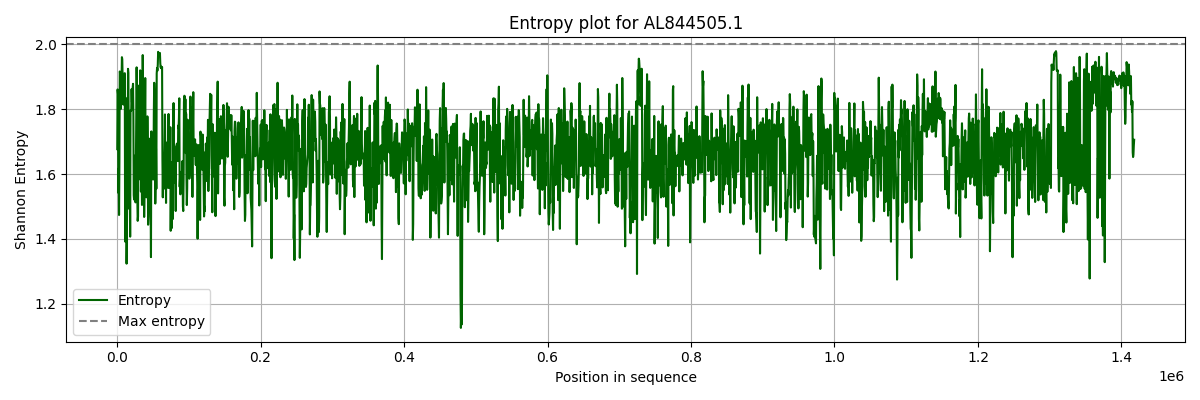 Entropy plot for AL844505.1
Shannon Entropy
2.0
1.8
1.6
1.4
1.2
Entropy
Max entropy
0.0 0.2 0.4 0.6 0.8 1.0 1.2 1.4
1e6
Position in sequence